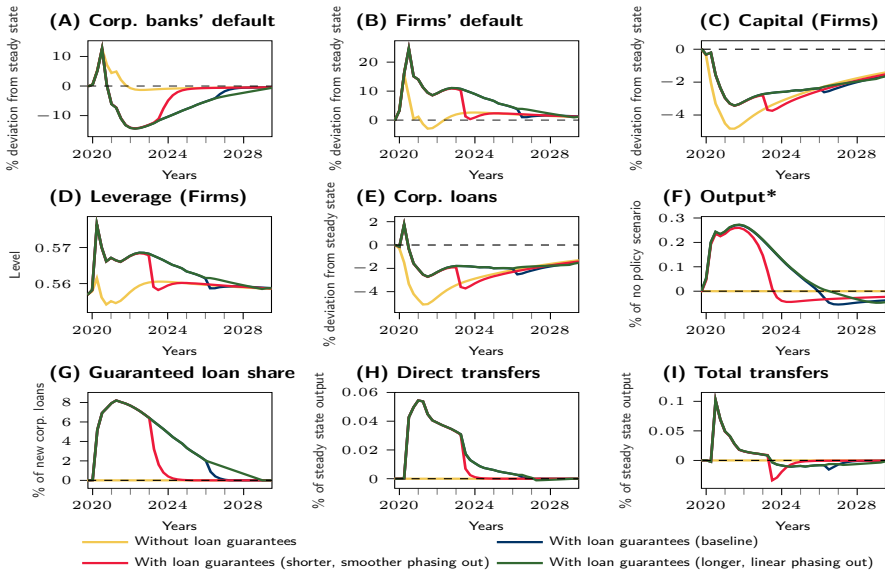 (A) Corp. banks' default
% deviation from steady state
10
0
−10
2020
2024
2028
Years
(B) Firms' default
% deviation from steady state
20
10
0
2020
2024
2028
Years
(C) Capital (Firms)
% deviation from steady state
0
−2
−4
2020
2024
2028
Years
(D) Leverage (Firms)
Level
0.57
0.56
2020
2024
2028
Years
(E) Corp. loans
% deviation from steady state
2
0
−2
−4
2020
2024
2028
Years
(F) Output*
% of no policy scenario
0.3
0.2
0.1
0
2020
2024
2028
Years
(G) Guaranteed loan share
% of new corp. loans
8
6
4
2
0
2020
2024
2028
Years
(H) Direct transfers
% of steady state output
0.06
0.04
0.02
0
2020
2024
2028
Years
(I) Total transfers
% of steady state output
0.1
0.05
0
2020
2024
2028
Years
Without loan guarantees
With loan guarantees (baseline)
With loan guarantees (shorter, smoother phasing out)
With loan guarantees (longer, linear phasing out)